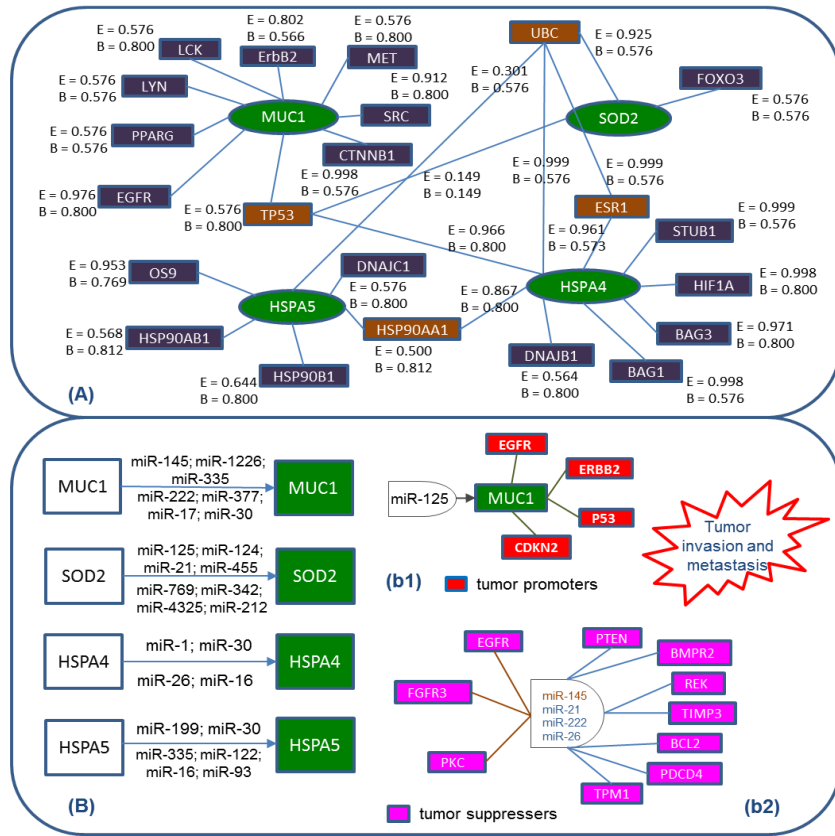 E = 0.576
B = 0.800
LCK
E = 0.802
B = 0.566
ErbB2
E = 0.576
B = 0.800
MET
UBC
E = 0.925
B = 0.576
E = 0.576
B = 0.576
LYN
E = 0.912
B = 0.800
E = 0.301
B = 0.576
FOXO3
MUC1
SRC
SOD2
E = 0.576
B = 0.576
E = 0.576
B = 0.576
PPARG
CTNNB1
E = 0.998
B = 0.576
E = 0.149
B = 0.149
E = 0.999
B = 0.576
E = 0.999
B = 0.576
E = 0.976
B = 0.800
EGFR
E = 0.576
B = 0.800
TP53
ESR1
E = 0.999
B = 0.576
STUB1
E = 0.966
B = 0.800
E = 0.961
B = 0.573
E = 0.953
B = 0.769
OS9
DNAJC1
E = 0.576
B = 0.800
E = 0.867
B = 0.800
HSPA5
HSPA4
HIF1A
E = 0.998
B = 0.800
E = 0.568
B = 0.812
HSP90AB1
HSP90AA1
E = 0.500
B = 0.812
BAG3
E = 0.971
B = 0.800
E = 0.644
B = 0.800
HSP90B1
DNAJB1
E = 0.564
B = 0.800
BAG1
E = 0.998
B = 0.576
(A)
MUC1
miR-145; miR-1226;
miR-335
miR-222; miR-377;
miR-17; miR-30
MUC1
SOD2
miR-125; miR-124;
miR-21; miR-455
miR-769; miR-342;
miR-4325; miR-212
SOD2
HSPA4
miR-1; miR-30
miR-26; miR-16
HSPA4
HSPA5
miR-199; miR-30
miR-335; miR-122;
miR-16; miR-93
HSPA5
(B)
EGFR
ERBB2
miR-125
MUC1
P53
CDKN2
(b1)
tumor promoters
Tumor
invasion and
metastasis
EGFR
PTEN
BMPR2
FGFR3
REK
miR-145
miR-21
miR-222
miR-26
TIMP3
PKC
BCL2
PDCD4
TPM1
tumor suppressers
(b2)